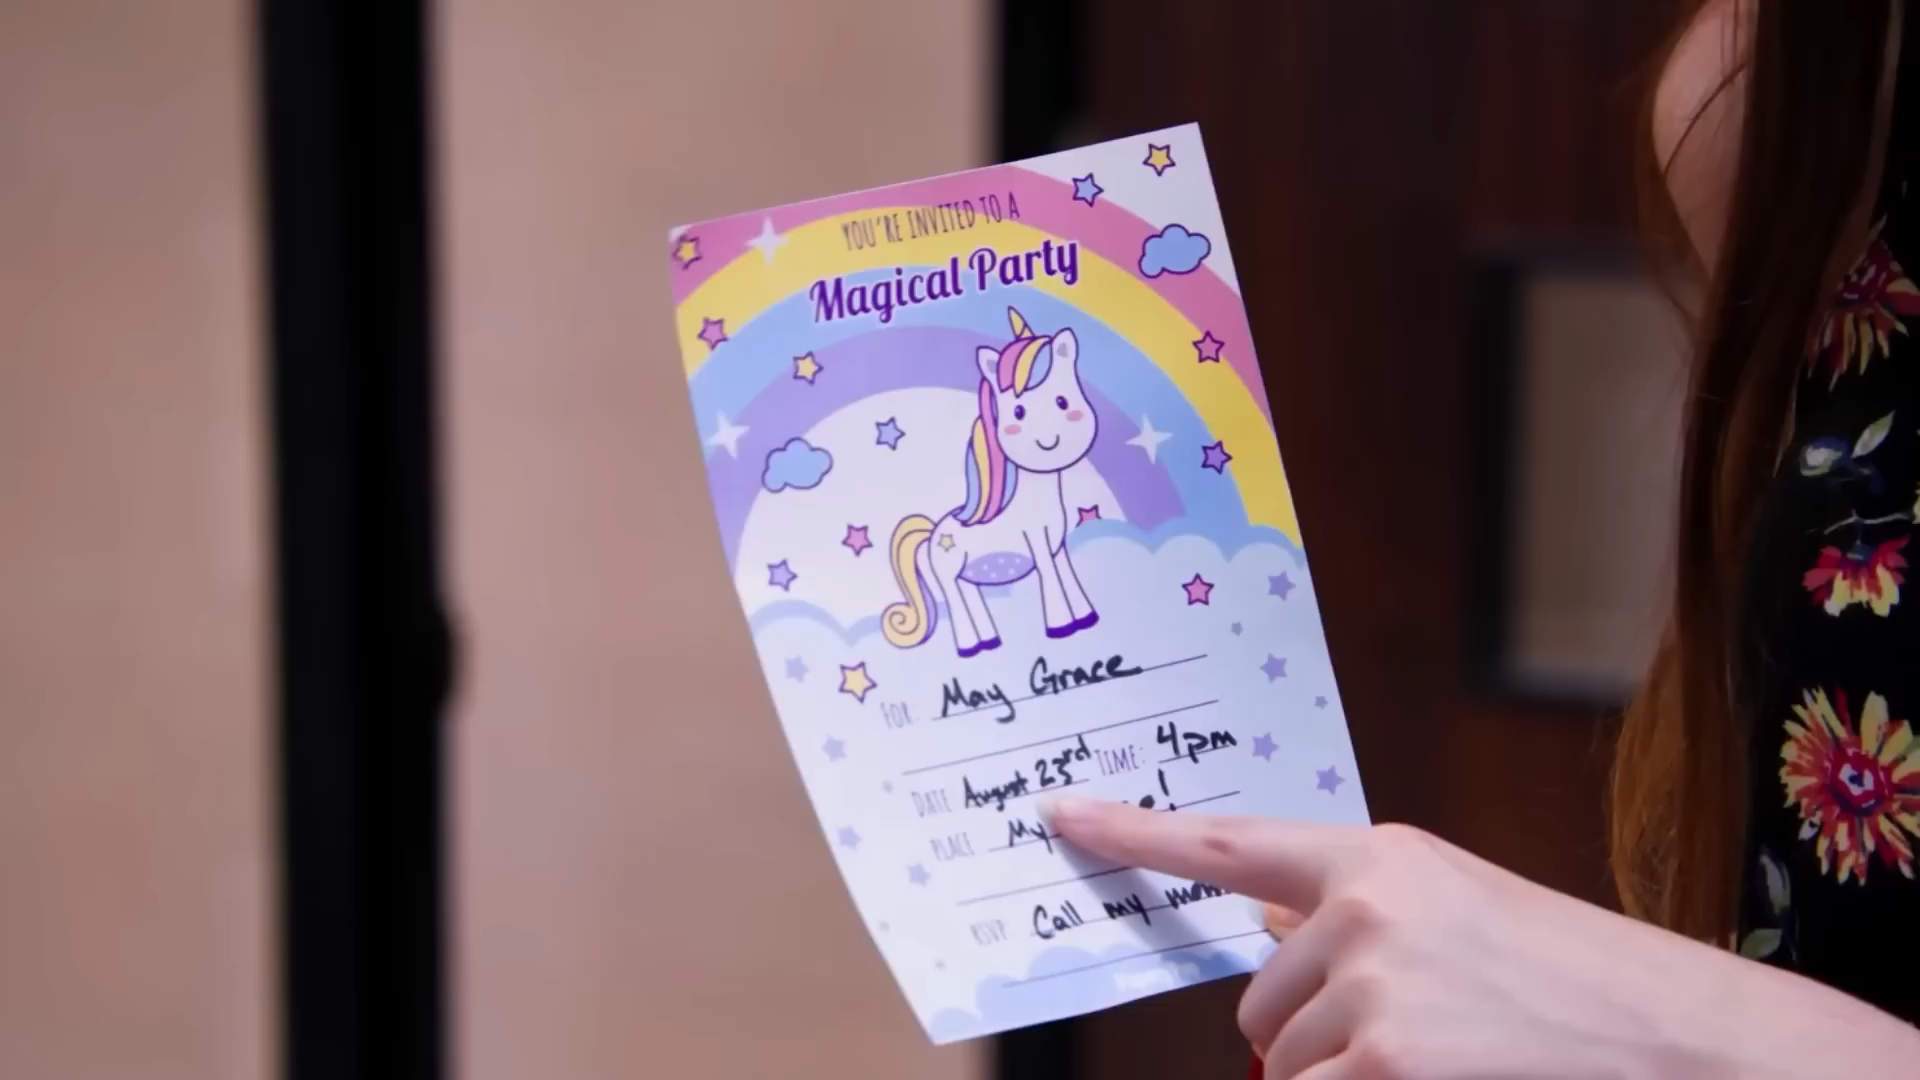 YOU'RE INVITED TO A
Magical Party
FOR: May Grace
DATE August 23rd TIME: 4pm
PLACE My
RSVP Call my mom